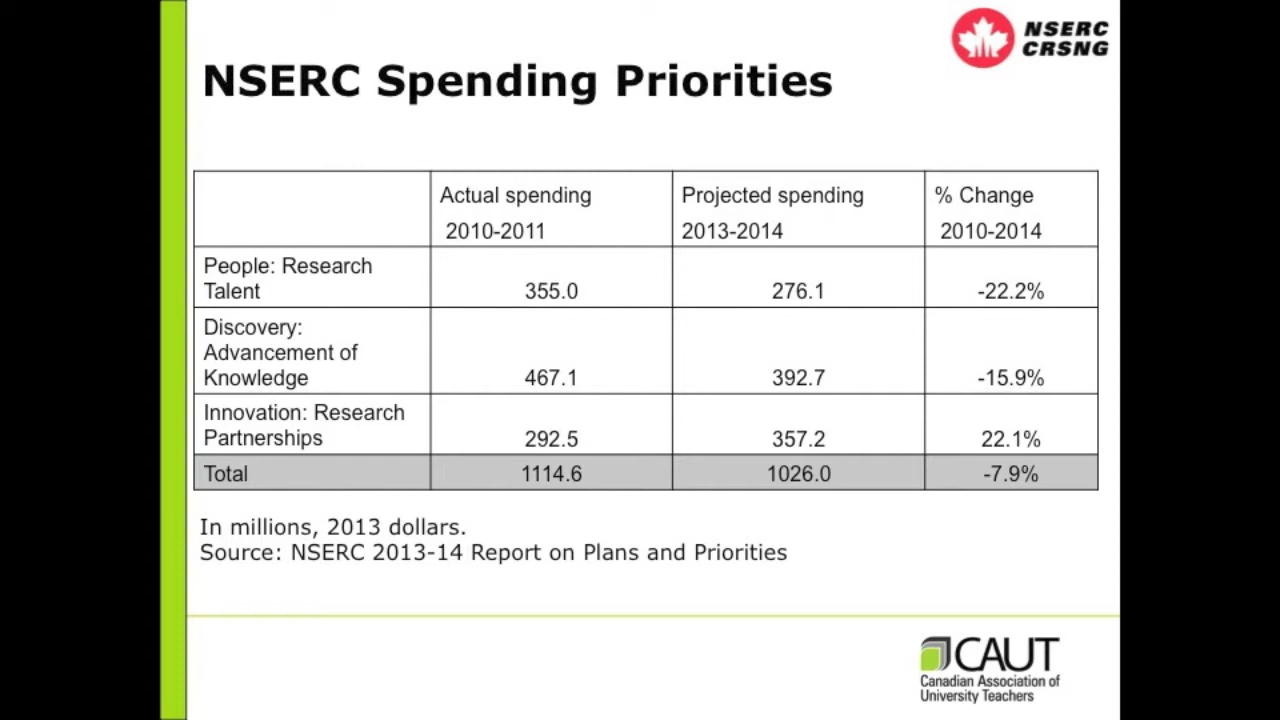 NSERC
CRSNG
NSERC Spending Priorities
Actual spending Projected spending % Change
2010-2011 2013-2014 2010-2014
People: Research
Talent 355.0 276.1 -22.2%
Discovery:
Advancement of
Knowledge 467.1 392.7 -15.9%
Innovation: Research
Partnerships 292.5 357.2 22.1%
Total 1114.6 1026.0 -7.9%
In millions, 2013 dollars.
Source: NSERC 2013-14 Report on Plans and Priorities
CAUT
Canadian Association of
University Teachers